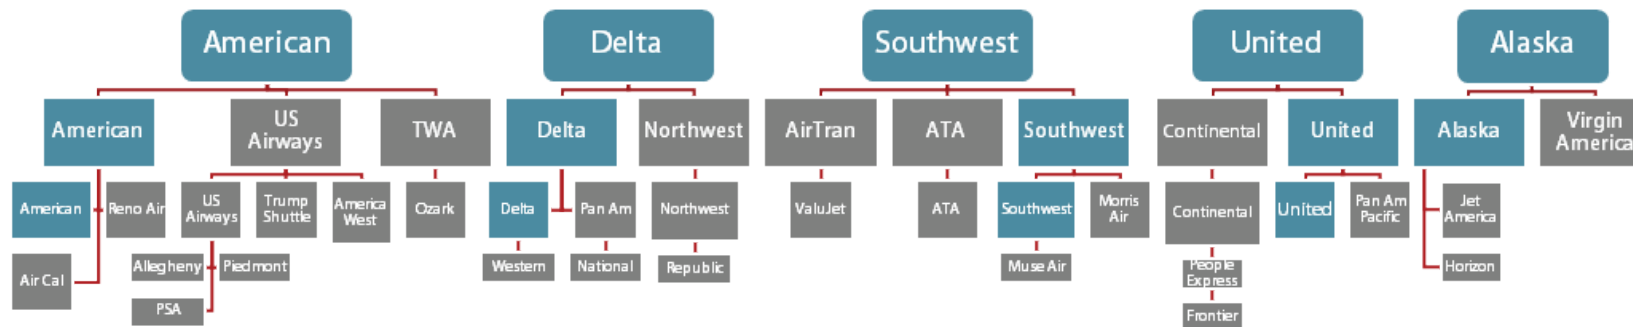 American
Delta
Southwest
United
Alaska
American
US
Airways
TWA
Delta
Northwest
AirTran
ATA
Southwest
Continental
United
Alaska
Virgin
America
American
Reno Air
US
Airways
Trump
Shuttle
America
West
Ozark
Delta
Pan Am
Northwest
ValuJet
ATA
Southwest
Morris
Air
Continental
United
Pan Am
Pacific
Jet
America
Air Cal
Allegheny
Piedmont
Western
National
Republic
Muse Air
People
Express
Horizon
PSA
Frontier